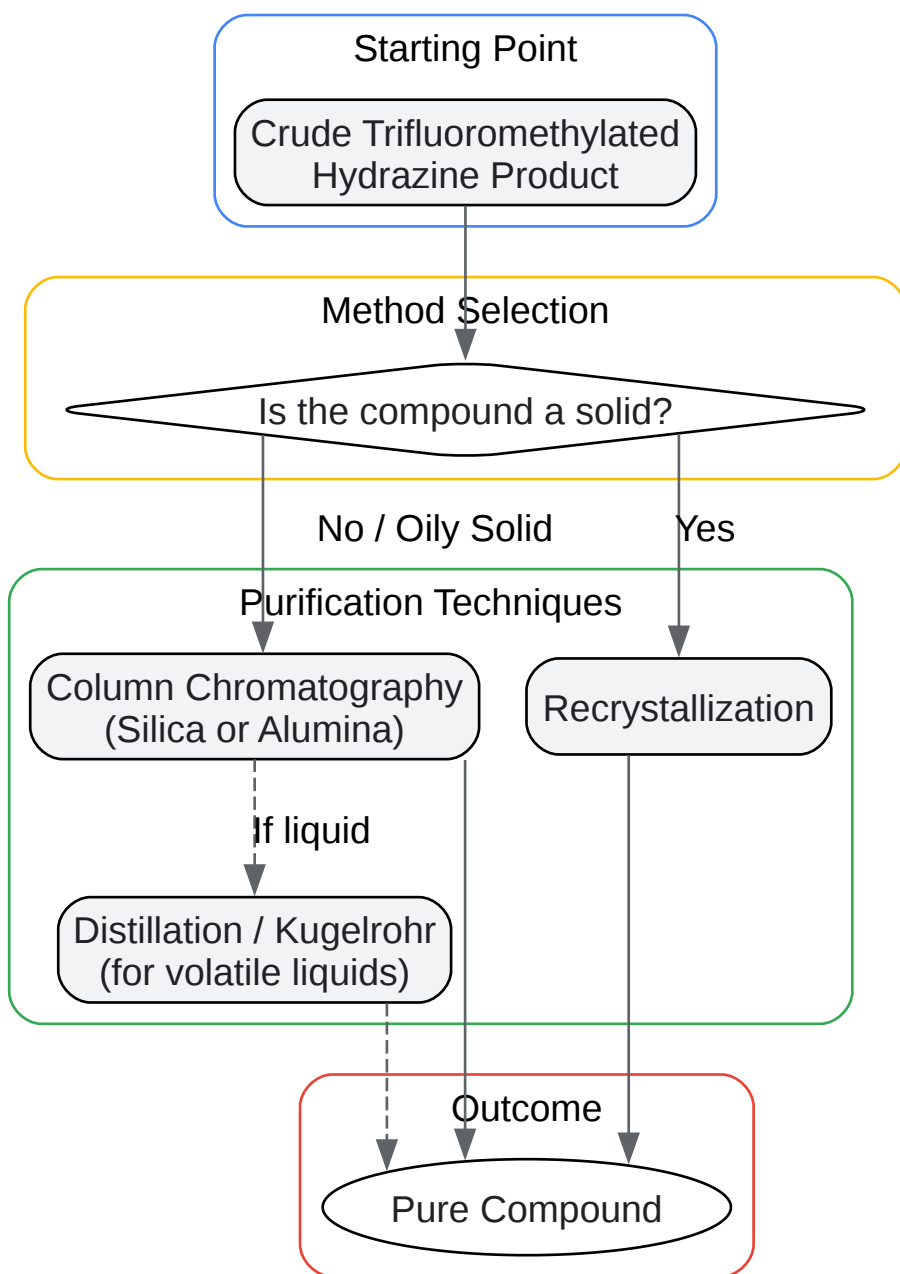 Starting Point
Crude Trifluoromethylated
Hydrazine Product
Method Selection
Is the compound a solid?
No / Oily Solid
Yes
Purification Techniques
Column Chromatography
(Silica or Alumina)
Recrystallization
If liquid
Distillation / Kugelrohr
(for volatile liquids)
Outcome
Pure Compound